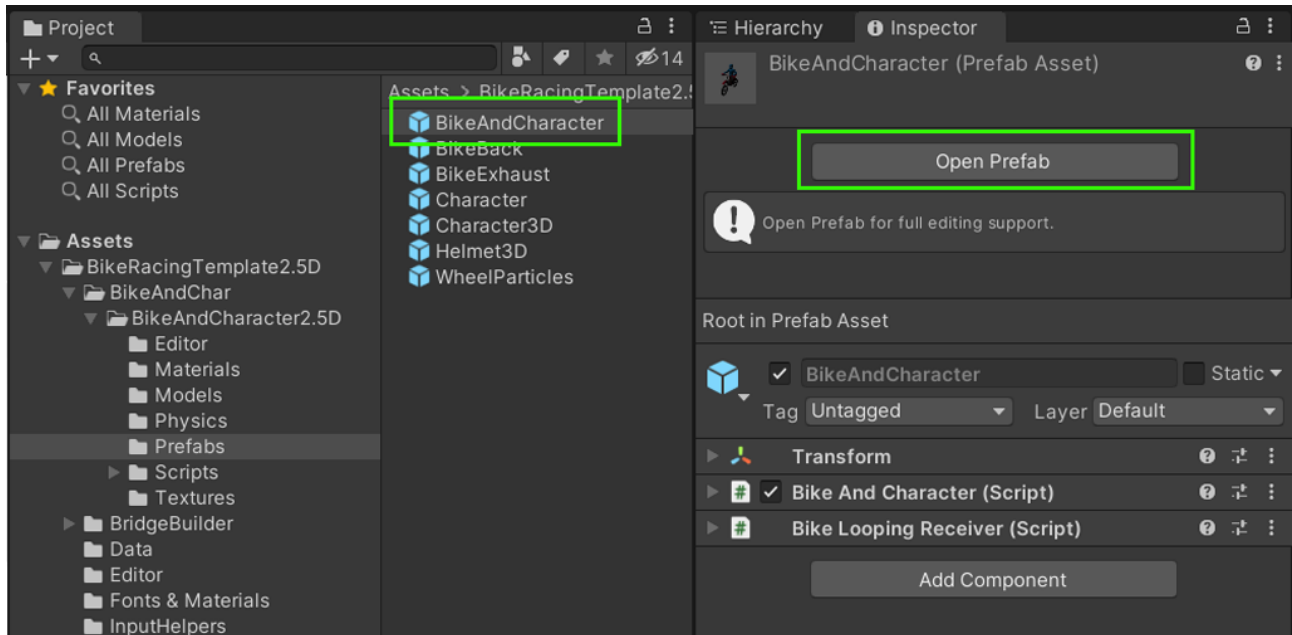 Project
14
Favorites
All Materials
All Models
All Prefabs
All Scripts
Assets
BikeRacingTemplate2.5D
BikeAndChar
BikeAndCharacter2.5D
Editor
Materials
Models
Physics
Prefabs
Scripts
Textures
BridgeBuilder
Data
Editor
Fonts & Materials
InputHelpers
Assets > BikeRacingTemplate2.5
BikeAndCharacter
BikeBack
BikeExhaust
Character
Character3D
Helmet3D
WheelParticles
Hierarchy
Inspector
BikeAndCharacter (Prefab Asset)
Open Prefab
Open Prefab for full editing support.
Root in Prefab Asset
BikeAndCharacter Static
Tag Untagged Layer Default
Transform
# Bike And Character (Script)
# Bike Looping Receiver (Script)
Add Component